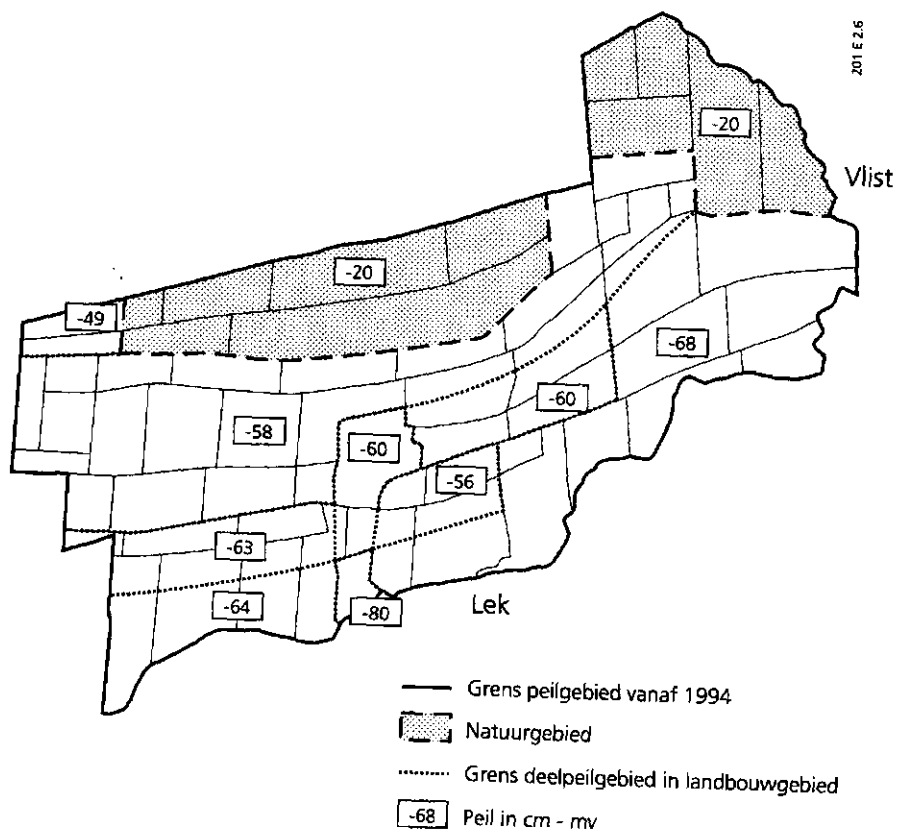 201 E 2.6
-20
Vlist
-20
-49
-68
-60
-58
-60
-56
-63
-64
-80
Lek
Grens peilgebied vanaf 1994
Natuurgebied
Grens deelpeilgebied in landbouwgebied
-68 Peil in cm - mv